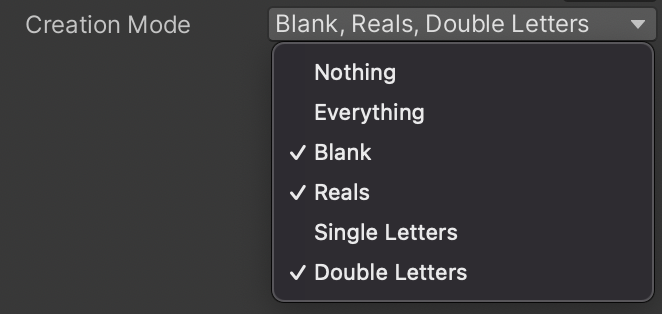 Creation Mode Blank, Reals, Double Letters
Nothing
Everything
Blank
Reals
Single Letters
Double Letters